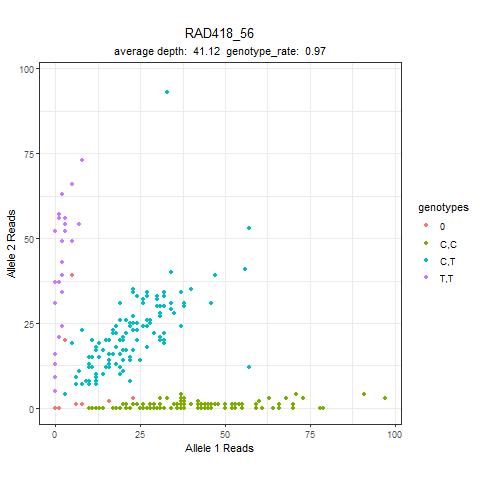 RAD418_56
average depth: 41.12 genotype_rate: 0.97
100
75
50
25
0
0
25
50
75
100
Allele 1 Reads
Allele 2 Reads
genotypes
0
C,C
C,T
T,T